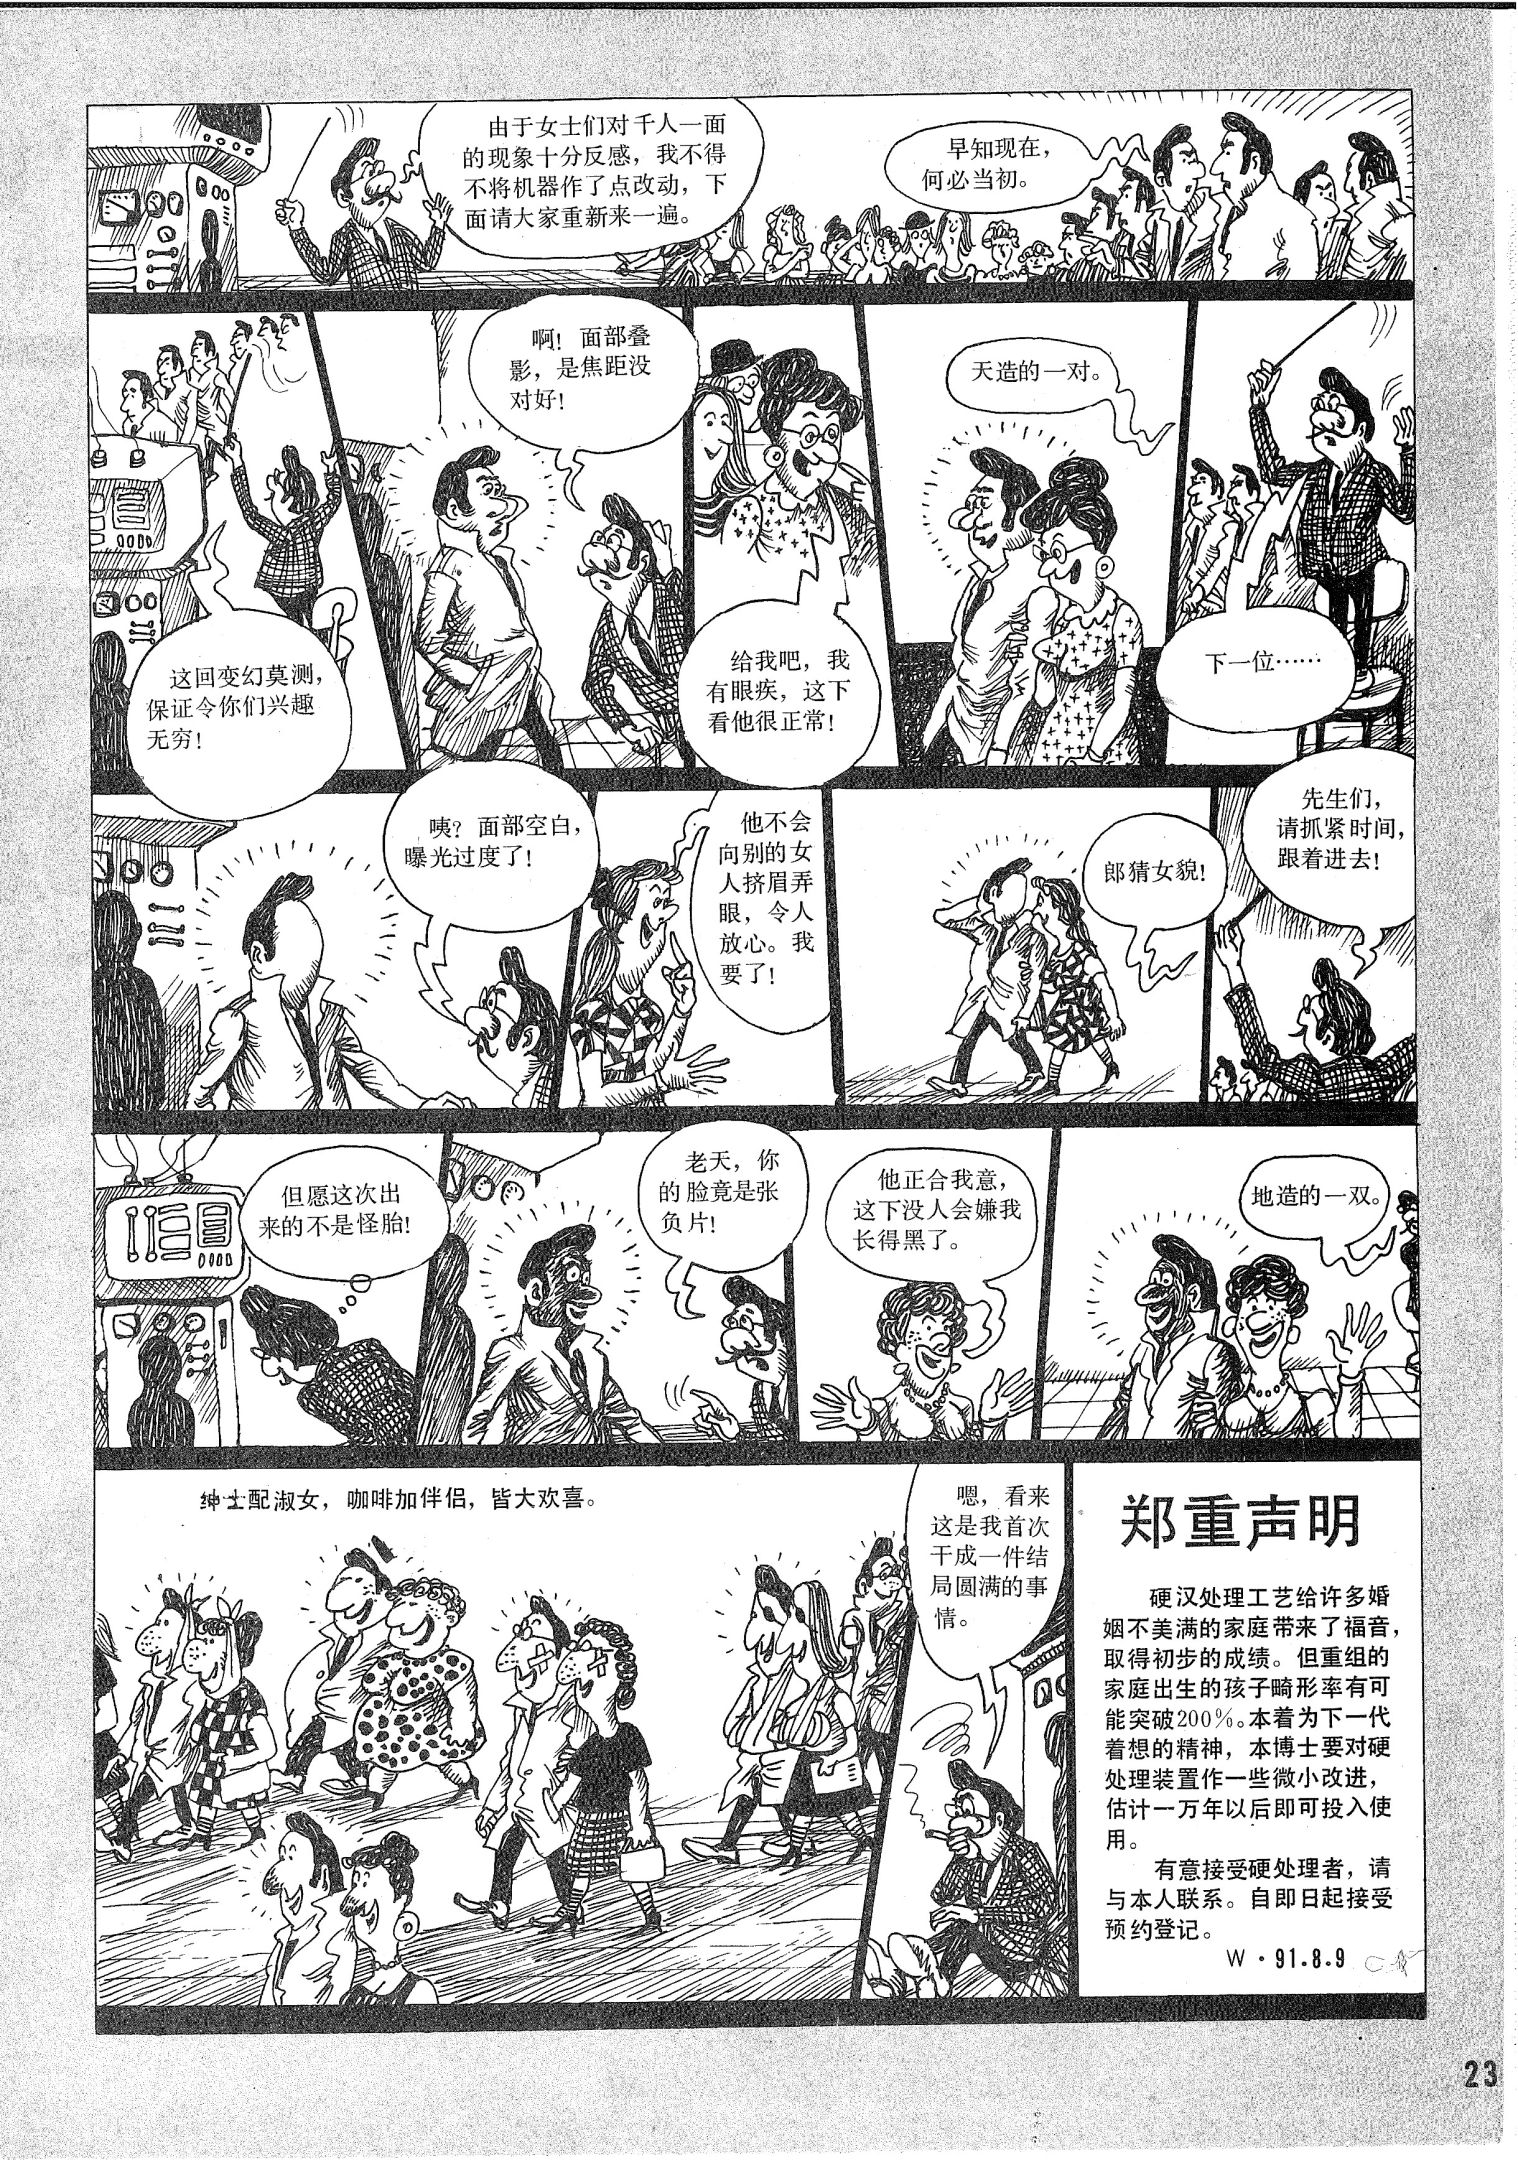 由于女士们对千人一面
的现象十分反感，我不得
不将机器作了点改动，下
面请大家重新来一遍。
早知现在，
何必当初。
这回变幻莫测，
保证令你们兴趣
无穷！
啊！面部叠
影，是焦距没
对好！
给我吧，我
有眼疾，这下
看他很正常！
天造的一对。
下一位……
咦？面部空白，
曝光过度了！
他不会
向别的女
人挤眉弄
眼，令人
放心。我
要了！
郎猜女貌！
先生们，
请抓紧时间，
跟着进去！
但愿这次出
来的不是怪胎！
老天，你
的脸竟是张
负片！
他正合我意，
这下没人会嫌我
长得黑了。
地造的一双。
绅士配淑女，咖啡加伴侣，皆大欢喜。
嗯，看来
这是我首次
干成一件结
局圆满的事
情。
郑重声明
硬汉处理工艺给许多婚
姻不美满的家庭带来了福音，
取得初步的成绩。但重组的
家庭出生的孩子畸形率有可
能突破200%。本着为下一代
着想的精神，本博士要对硬
处理装置作一些微小改进，
估计一万年以后即可投入使
用。
有意接受硬处理者，请
与本人联系。自即日起接受
预约登记。
W·91.8.9
23